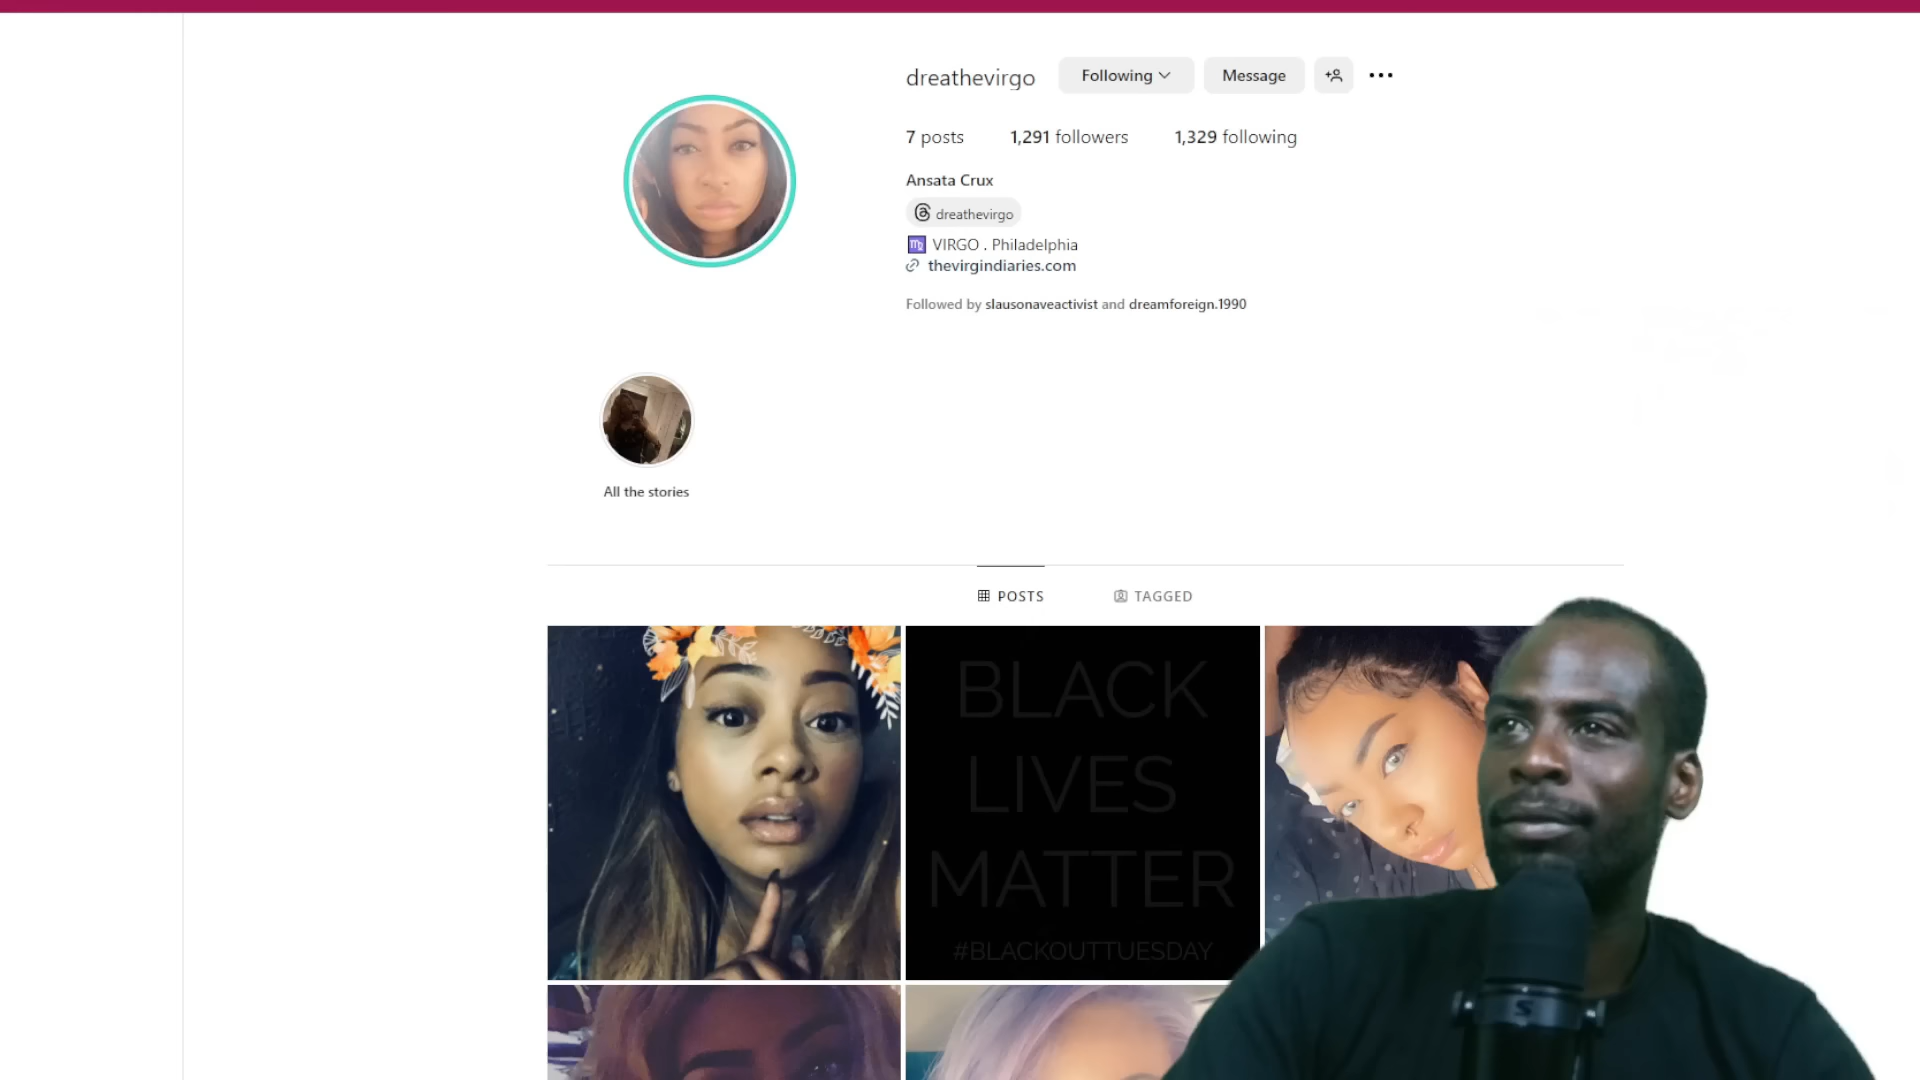 dreathevirgo Following Message
7 posts 1,291 followers 1,329 following
Ansata Crux
dreathevirgo
♍ VIRGO . Philadelphia
thevirgindiaries.com
Followed by slausonaveactivist and dreamforeign.1990
All the stories
POSTS TAGGED
BLACK
LIVES
MATTER
#BLACKOUTTUESDAY